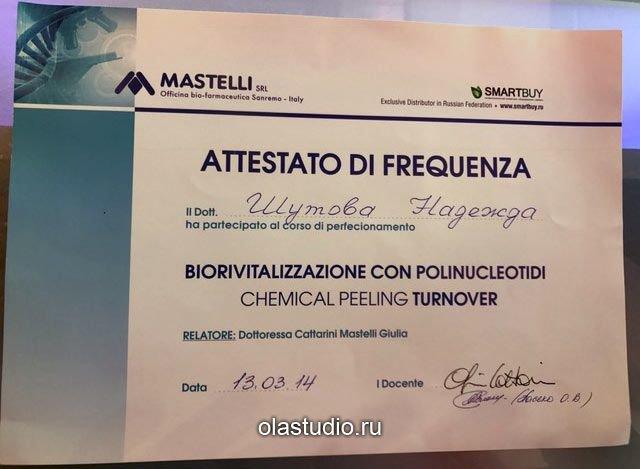 MASTELLI SRL
Officina bio-farmaceutica Sanremo - Italy
SMARTBUY
Exclusive Distributor in Russian Federation • www.smartbuy.ru
ATTESTATO DI FREQUENZA
Il Dott. Шутова Надежда
ha partecipato al corso di perfecionamento
BIORIVITALIZZAZIONE CON POLINUCLEOTIDI
CHEMICAL PEELING TURNOVER
RELATORE: Dottoressa Cattarini Mastelli Giulia
Data 13.03.14 I Docente
olastudio.ru